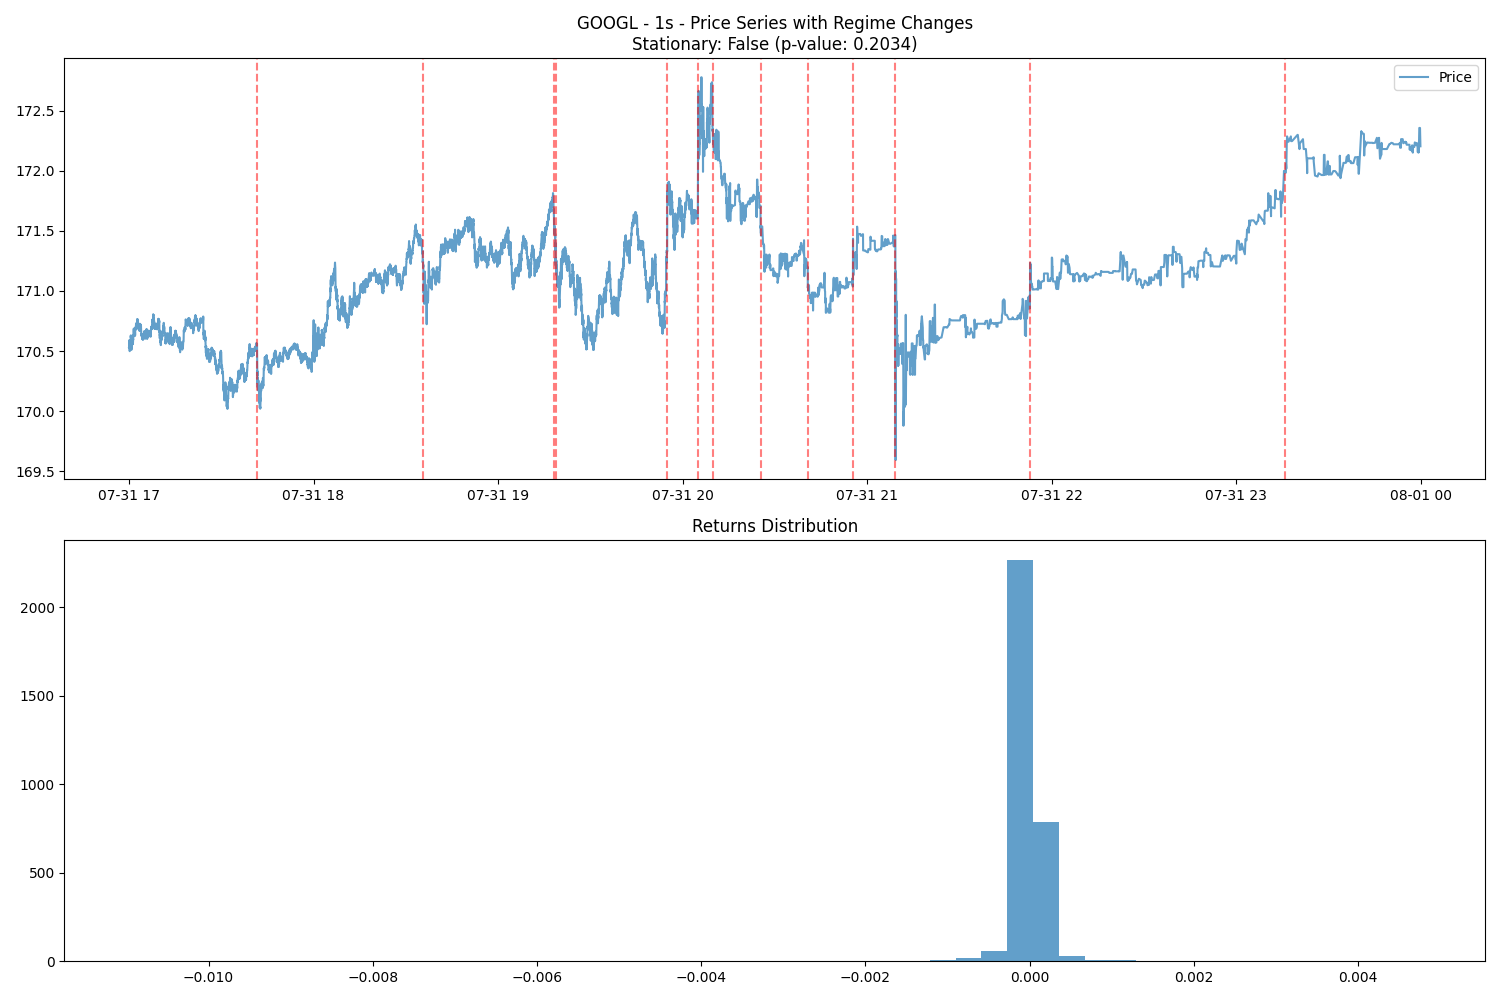 GOOGL - 1s - Price Series with Regime Changes
Stationary: False (p-value: 0.2034)
Price
172.5
172.0
171.5
171.0
170.5
170.0
169.5
07-31 17 07-31 18 07-31 19 07-31 20 07-31 21 07-31 22 07-31 23 08-01 00
Returns Distribution
2000
1500
1000
500
0
−0.010 −0.008 −0.006 −0.004 −0.002 0.000 0.002 0.004